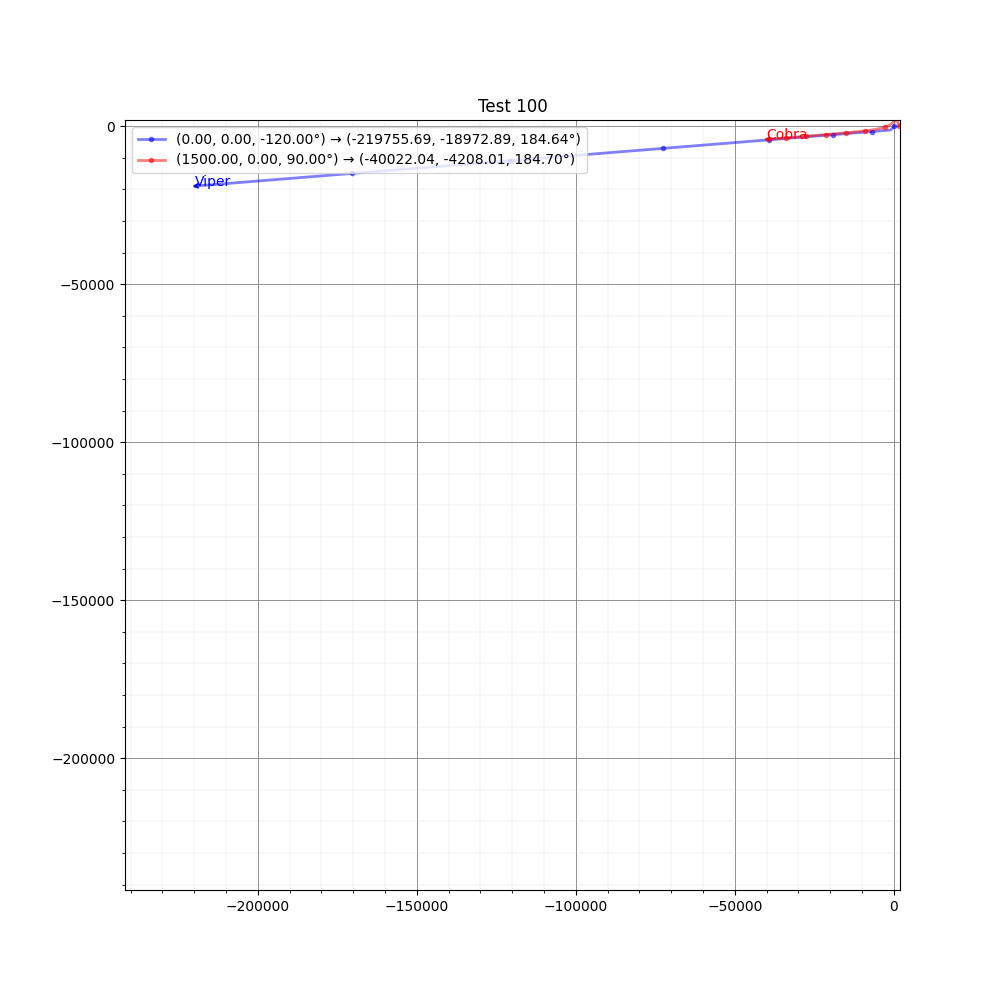 Test 100
0
(0.00, 0.00, -120.00°) → (-219755.69, -18972.89, 184.64°)
Cobra
(1500.00, 0.00, 90.00°) → (-40022.04, -4208.01, 184.70°)
Viper
−50000
−100000
−150000
−200000
−200000 −150000 −100000 −50000 0